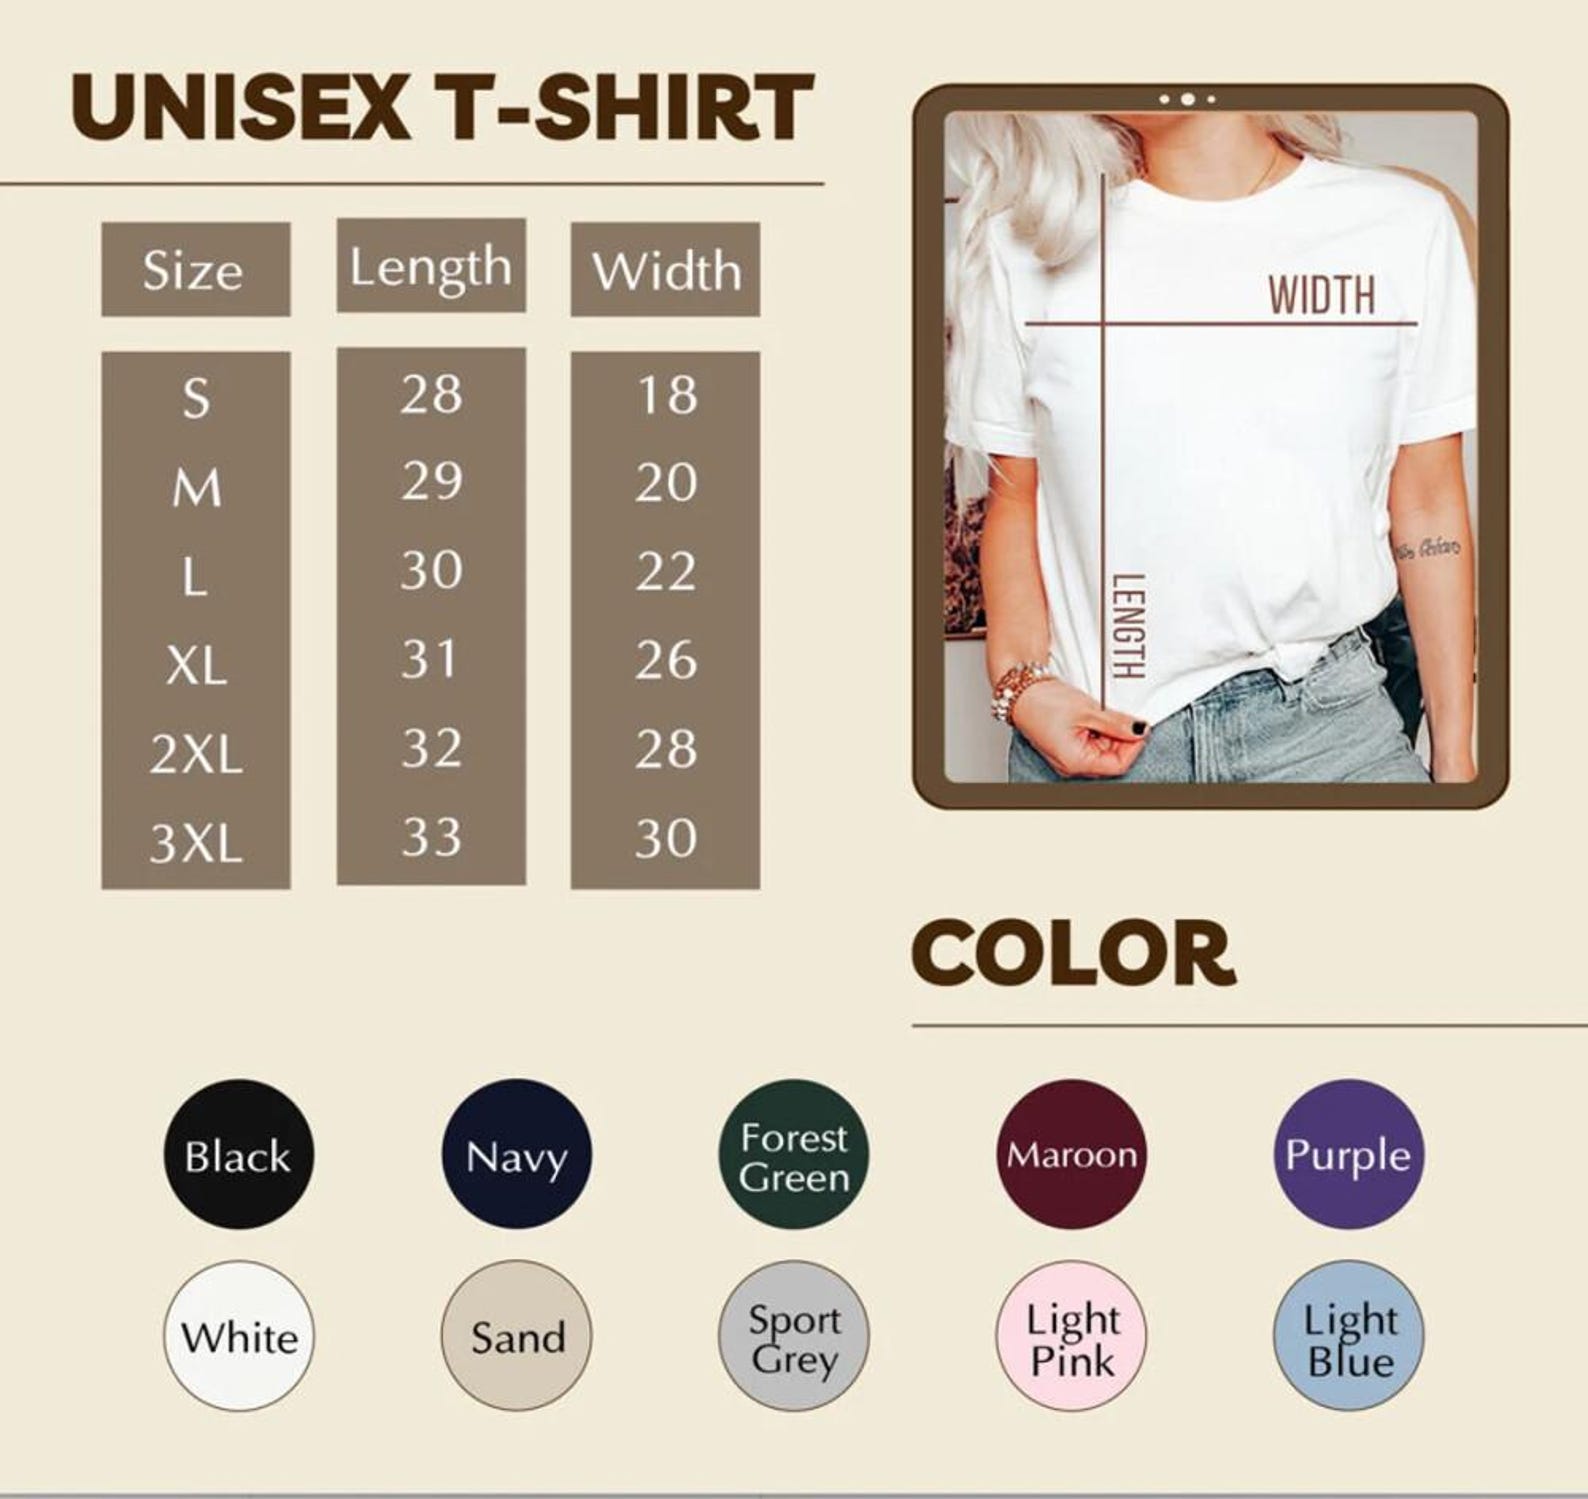 UNISEX T-SHIRT
Size Length Width
S 28 18
M 29 20
L 30 22
XL 31 26
2XL 32 28
3XL 33 30
WIDTH
LENGTH
COLOR
Black
Navy
Forest
Green
Maroon
Purple
White
Sand
Sport
Grey
Light
Pink
Light
Blue